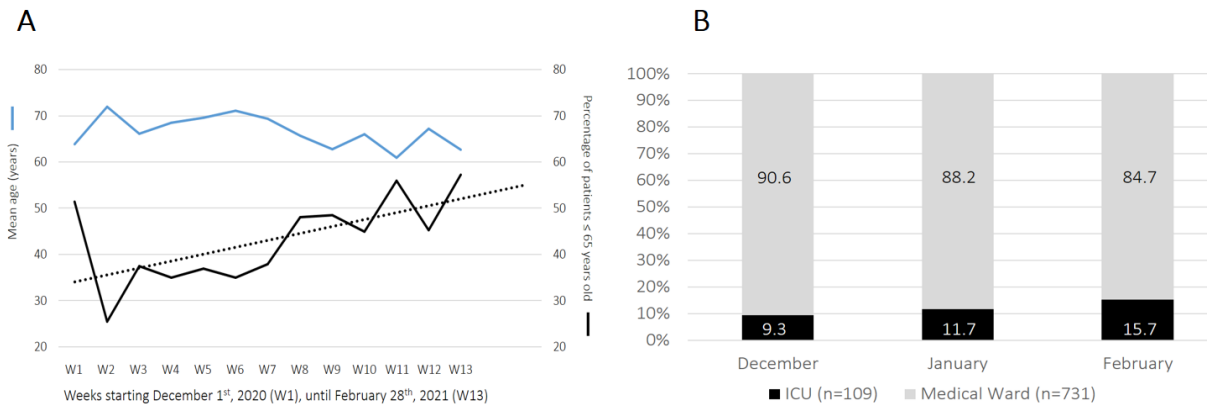 A
80
70
60
50
40
30
20
Mean age (years)
80
70
60
50
40
30
20
Percentage of patients ≤ 65 years old
W1 W2 W3 W4 W5 W6 W7 W8 W9 W10 W11 W12 W13
Weeks starting December 1st, 2020 (W1), until February 28th, 2021 (W13)
B
100%
90%
80%
70%
60%
50%
40%
30%
20%
10%
0%
90.6 88.2 84.7
9.3 11.7 15.7
December January February
ICU (n=109) Medical Ward (n=731)